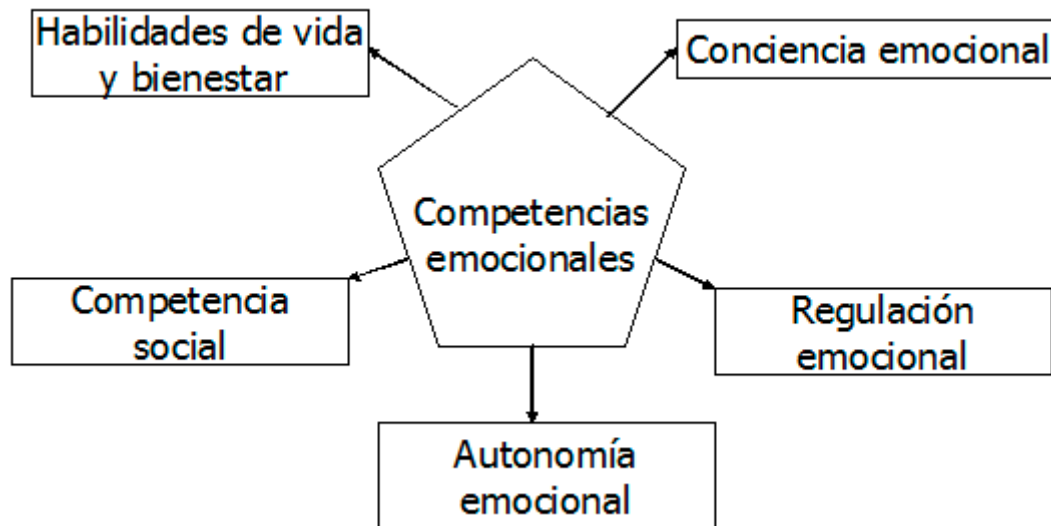 Habilidades de vida
y bienestar
Conciencia emocional
Competencias
emocionales
Competencia
social
Regulación
emocional
Autonomía
emocional